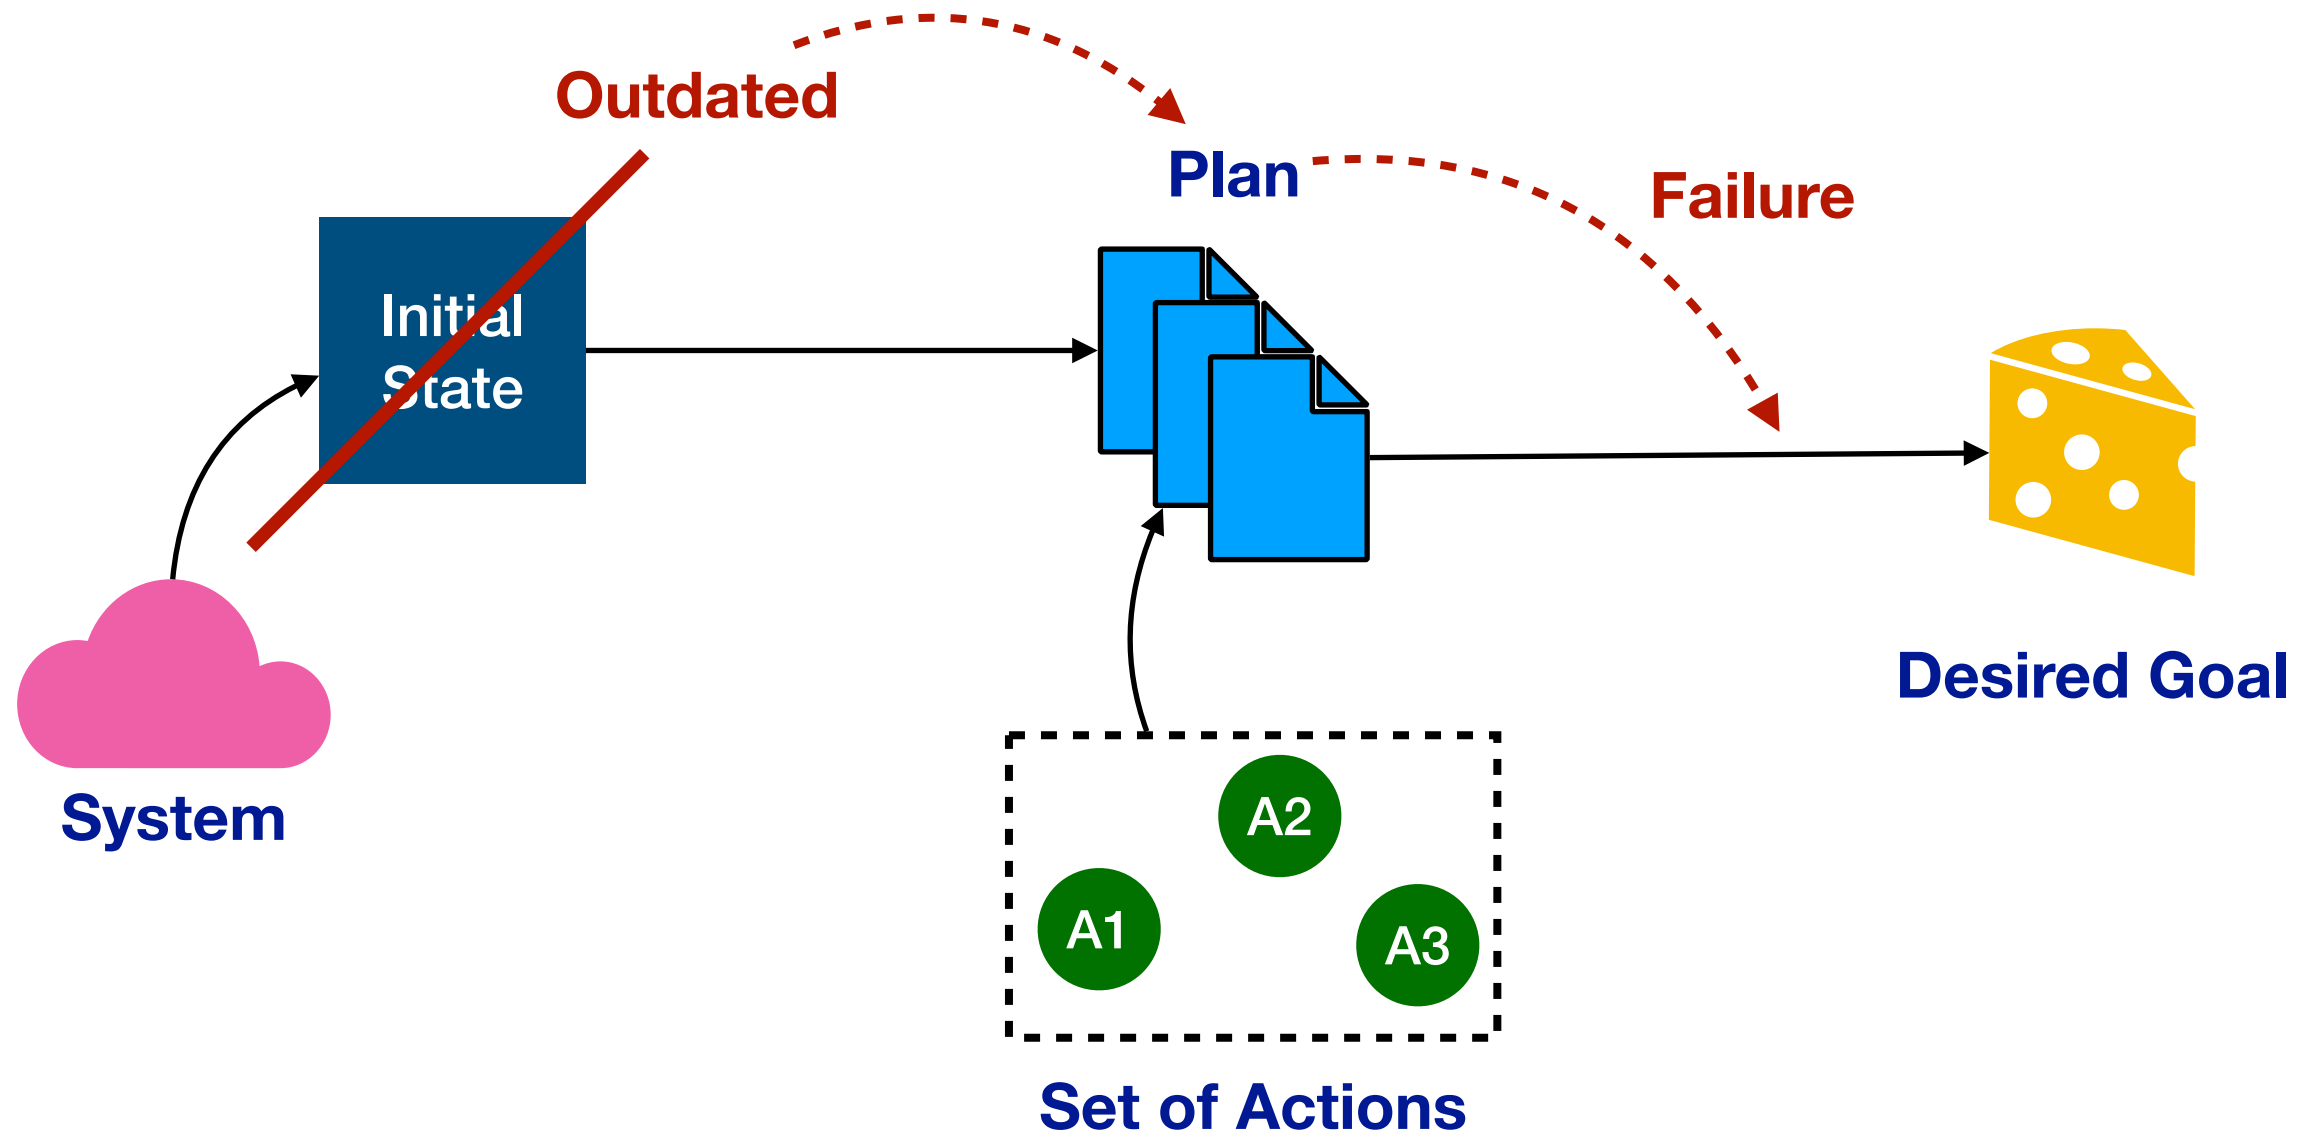 Outdated
Plan
Failure
Initial
State
Desired Goal
System
A2
A1
A3
Set of Actions